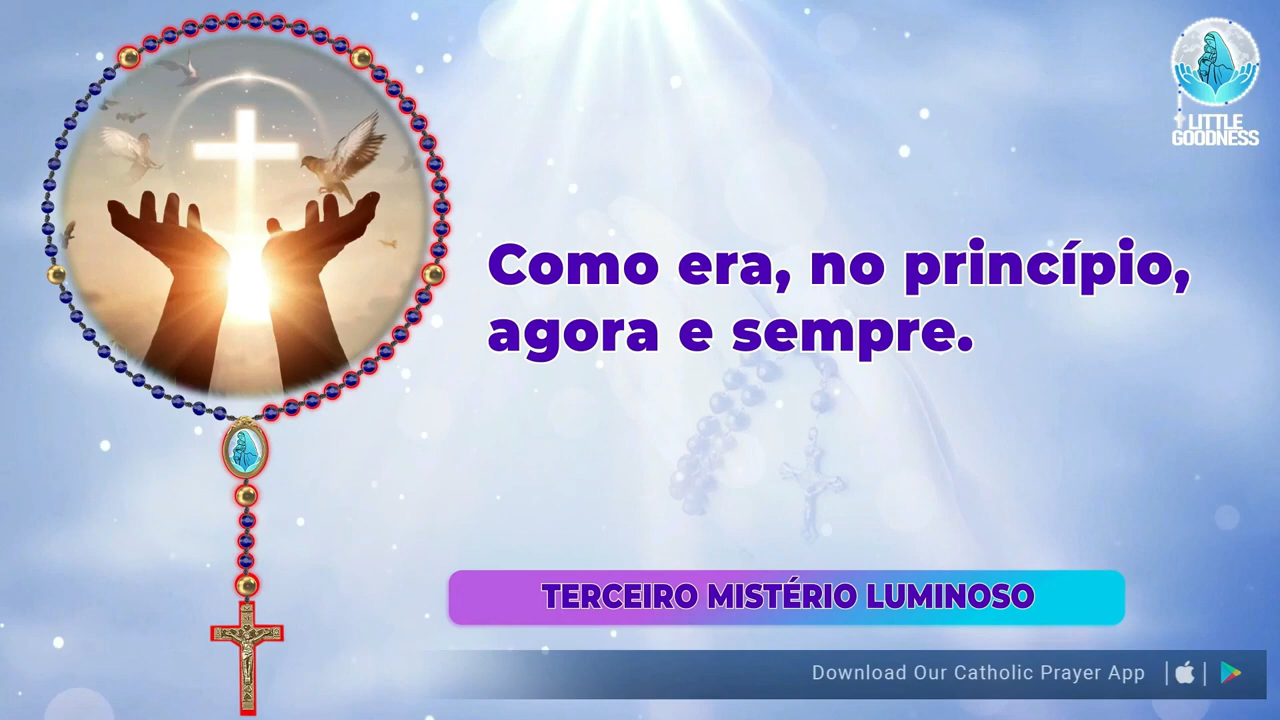 LITTLE
GOODNESS
Como era, no princípio,
agora e sempre.
TERCEIRO MISTÉRIO LUMINOSO
Download Our Catholic Prayer App